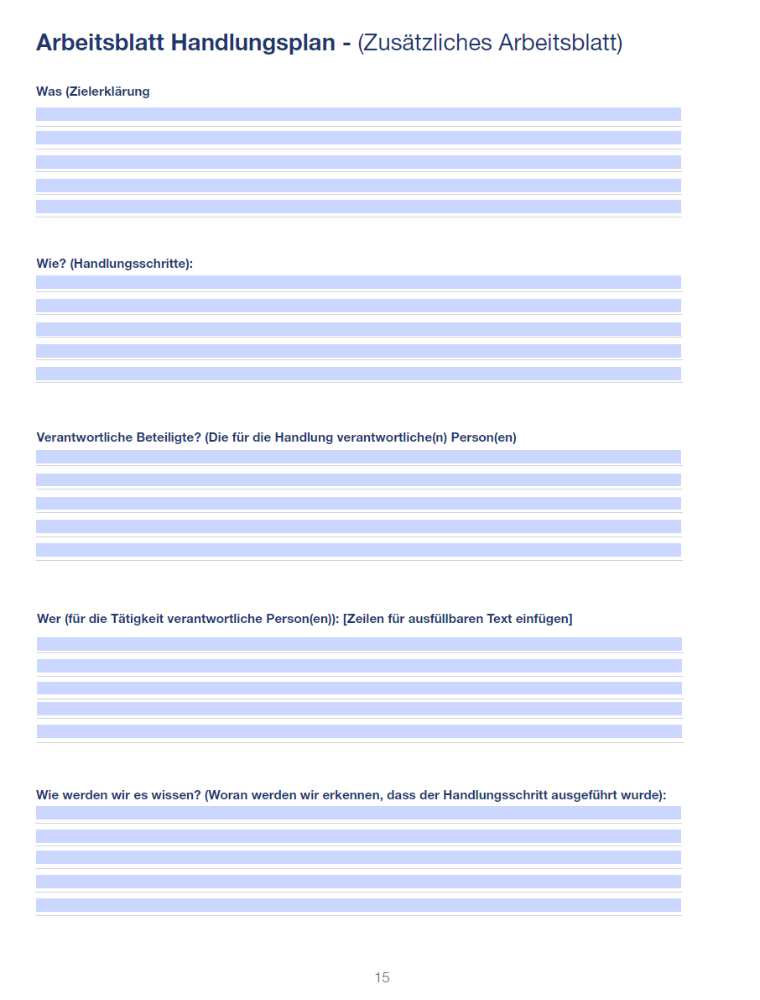 Arbeitsblatt Handlungsplan - (Zusätzliches Arbeitsblatt)
Was (Zielerklärung
Wie? (Handlungsschritte):
Verantwortliche Beteiligte? (Die für die Handlung verantwortliche(n) Person(en)
Wer (für die Tätigkeit verantwortliche Person(en)): [Zeilen für ausfüllbaren Text einfügen]
Wie werden wir es wissen? (Woran werden wir erkennen, dass der Handlungsschritt ausgeführt wurde):
15